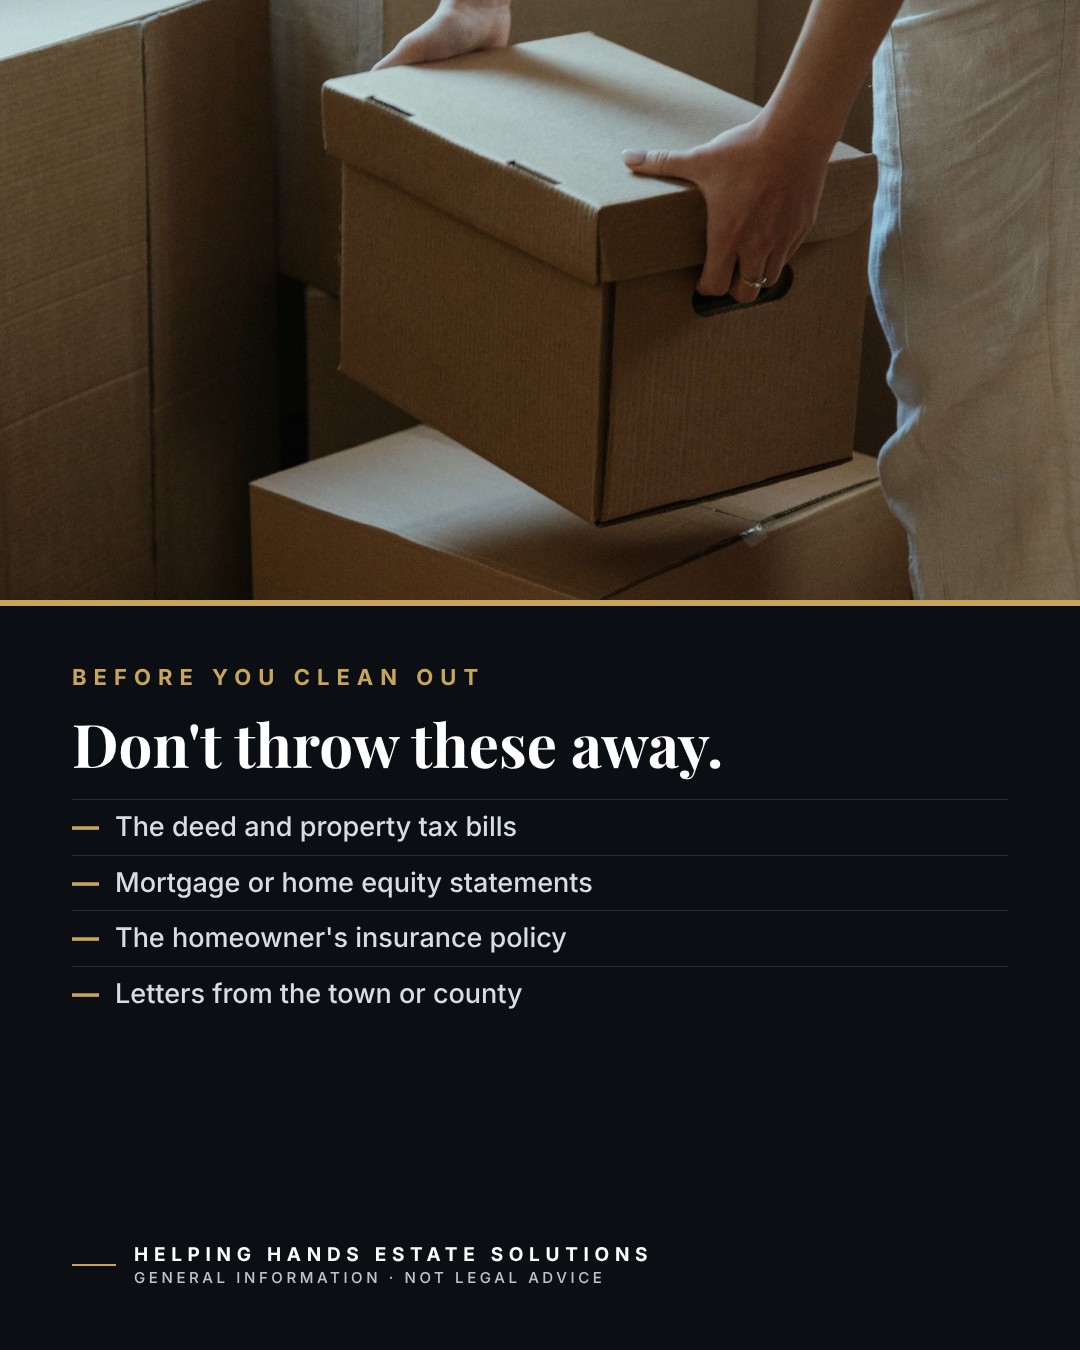 BEFORE YOU CLEAN OUT
Don't throw these away.
— The deed and property tax bills
— Mortgage or home equity statements
— The homeowner's insurance policy
— Letters from the town or county
HELPING HANDS ESTATE SOLUTIONS
GENERAL INFORMATION · NOT LEGAL ADVICE